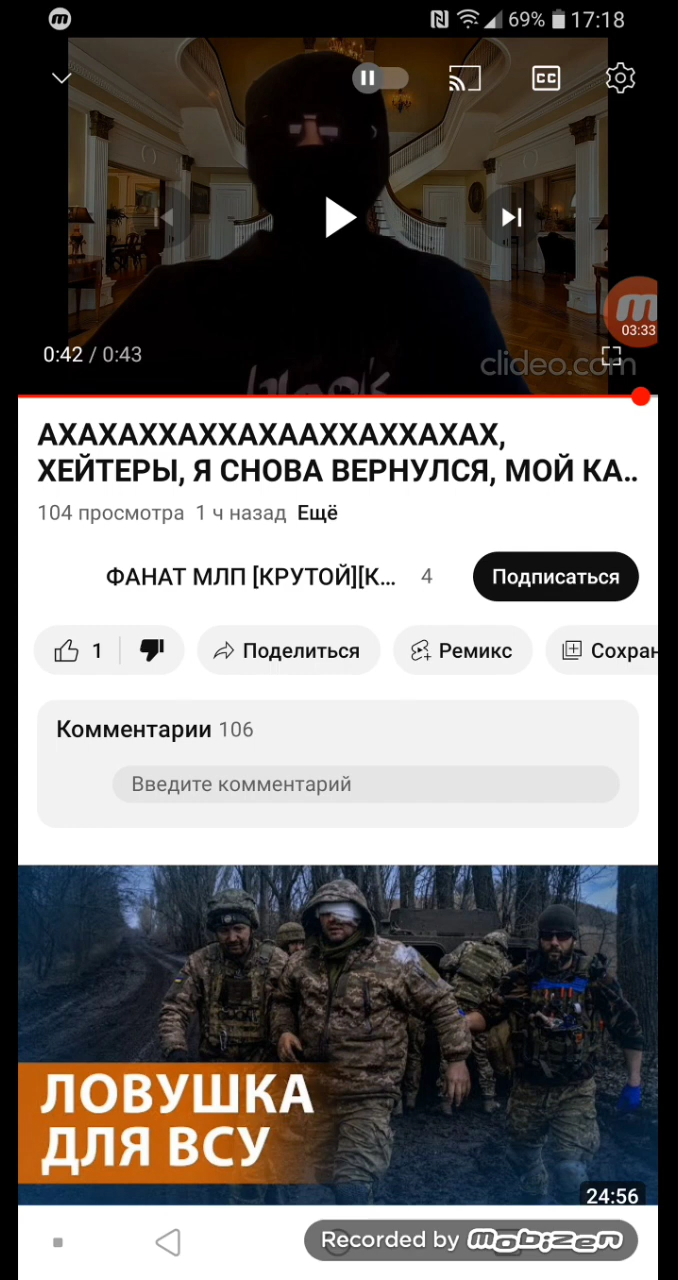 69% 17:18
CC
03:33
0:42 / 0:43
clideo.com
АХАХАХХАХХАХААХХАХХАХАХ,
ХЕЙТЕРЫ, Я СНОВА ВЕРНУЛСЯ, МОЙ КА..
104 просмотра 1 ч назад Ещё
ФАНАТ МЛП [КРУТОЙ][К... 4 Подписаться
1 Поделиться Ремикс Сохран
Комментарии 106
Введите комментарий
ЛОВУШКА
ДЛЯ ВСУ
24:56
Recorded by mobizen